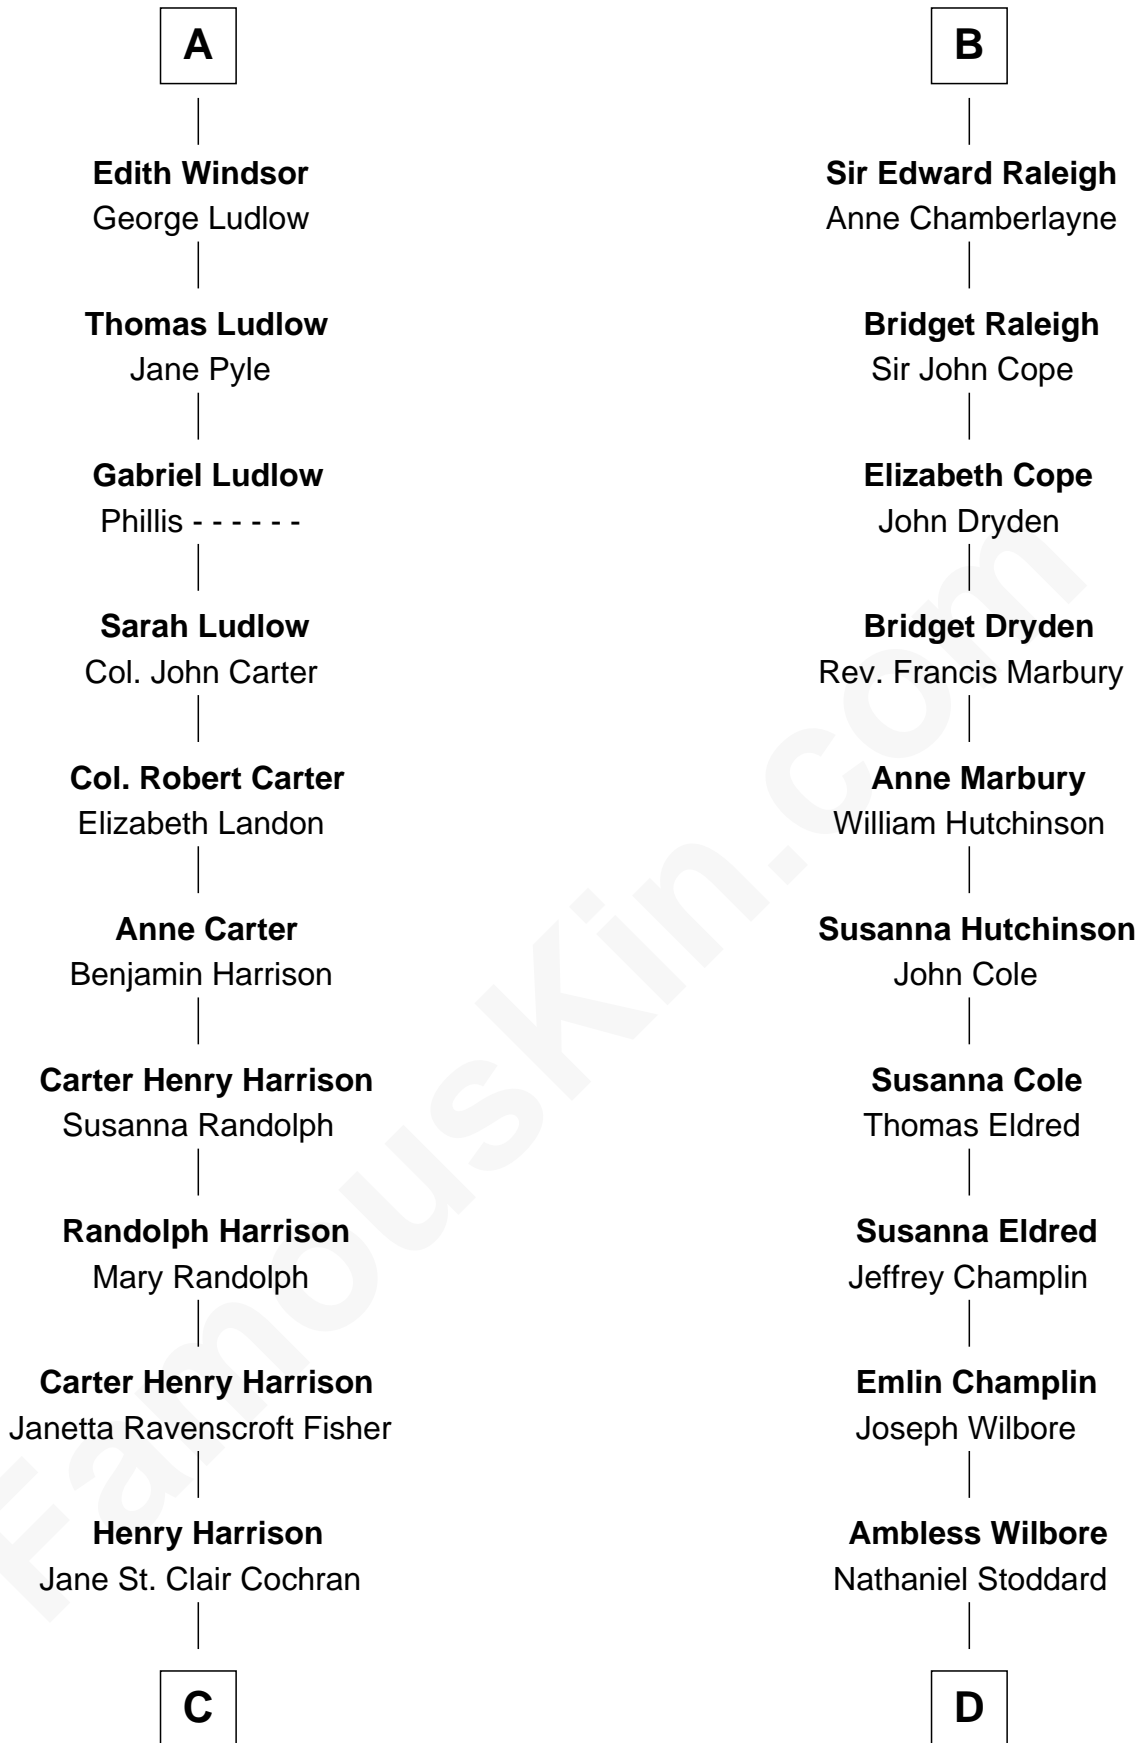 A
Edith Windsor
George Ludlow
Thomas Ludlow
Jane Pyle
Gabriel Ludlow
Phillis - - - - - -
Sarah Ludlow
Col. John Carter
Col. Robert Carter
Elizabeth Landon
Anne Carter
Benjamin Harrison
Carter Henry Harrison
Susanna Randolph
Randolph Harrison
Mary Randolph
Carter Henry Harrison
Janetta Ravenscroft Fisher
Henry Harrison
Jane St. Clair Cochran
C
B
Sir Edward Raleigh
Anne Chamberlayne
Bridget Raleigh
Sir John Cope
Elizabeth Cope
John Dryden
Bridget Dryden
Rev. Francis Marbury
Anne Marbury
William Hutchinson
Susanna Hutchinson
John Cole
Susanna Cole
Thomas Eldred
Susanna Eldred
Jeffrey Champlin
Emlin Champlin
Joseph Wilbore
Ambless Wilbore
Nathaniel Stoddard
D
FamousKin.com